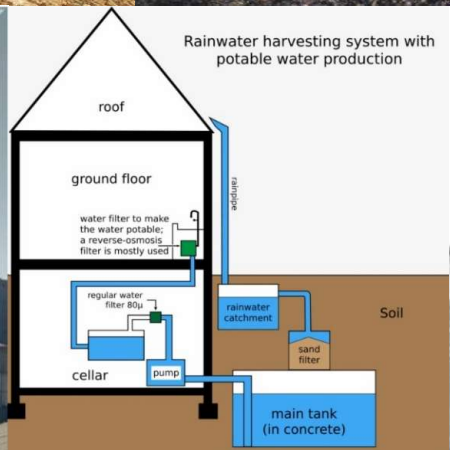 Rainwater harvesting system with
potable water production
roof
rainpipe
ground floor
water filter to make
the water potable;
a reverse-osmosis
filter is mostly used
regular water
filter 80µ
rainwater
catchment
Soil
sand
filter
cellar
pump
main tank
(in concrete)